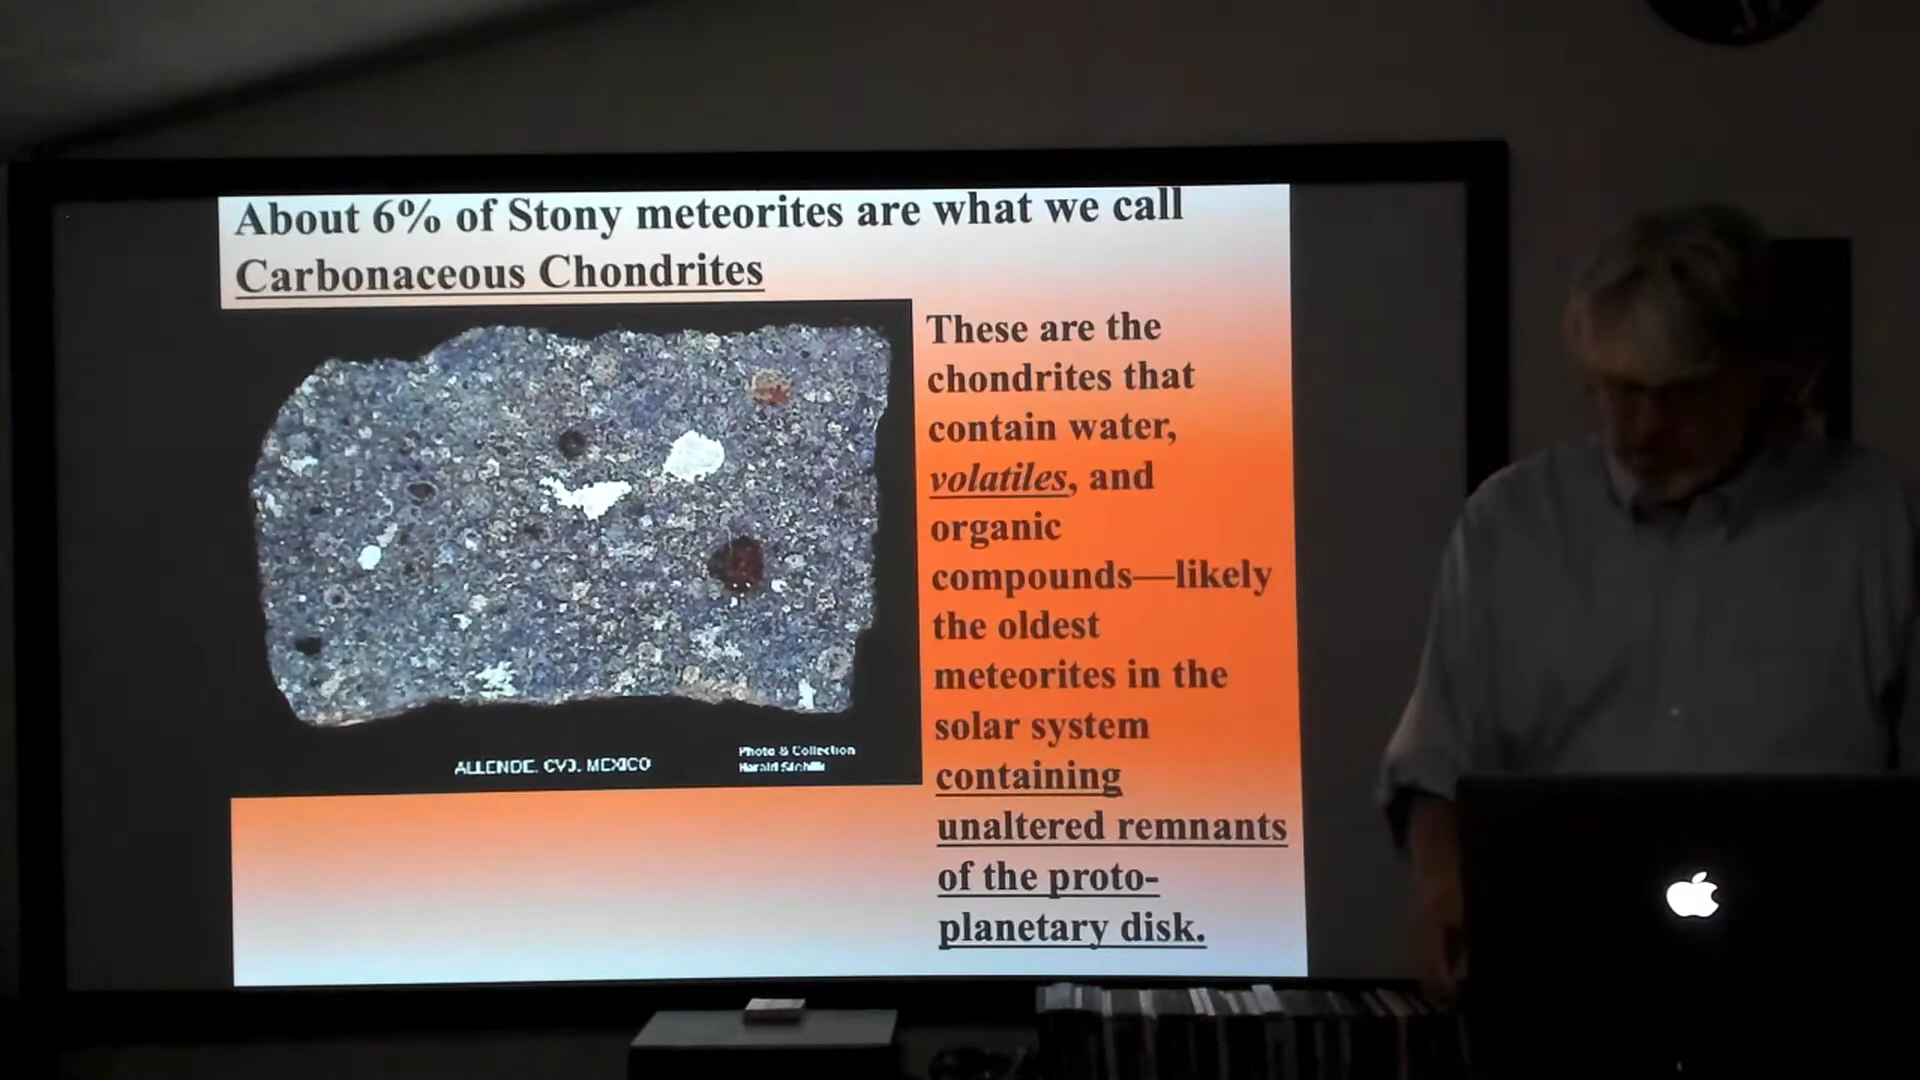 About 6% of Stony meteorites are what we call
Carbonaceous Chondrites
These are the
chondrites that
contain water,
volatiles, and
organic
compounds—likely
the oldest
meteorites in the
solar system
containing
unaltered remnants
of the proto-
planetary disk.
ALLENDE. CV3. MEXICO
Photo & Collection
Harald